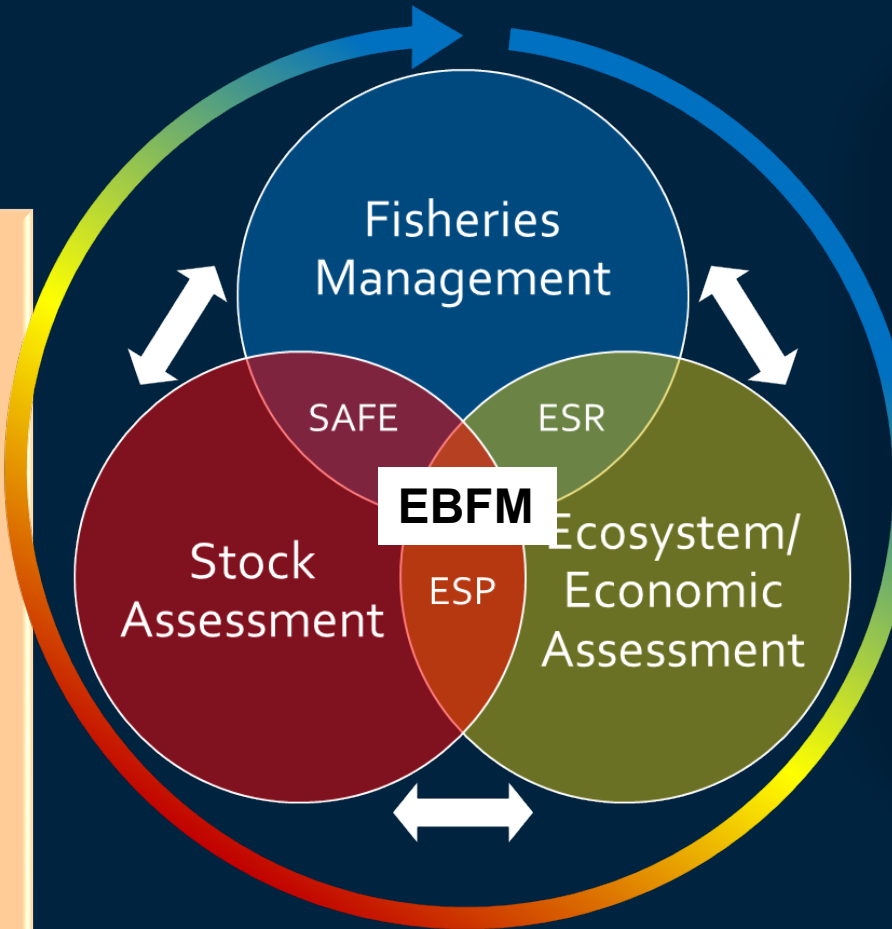 Fisheries
Management
SAFE
ESR
EBFM
Stock
Assessment
ESP
Ecosystem/
Economic
Assessment